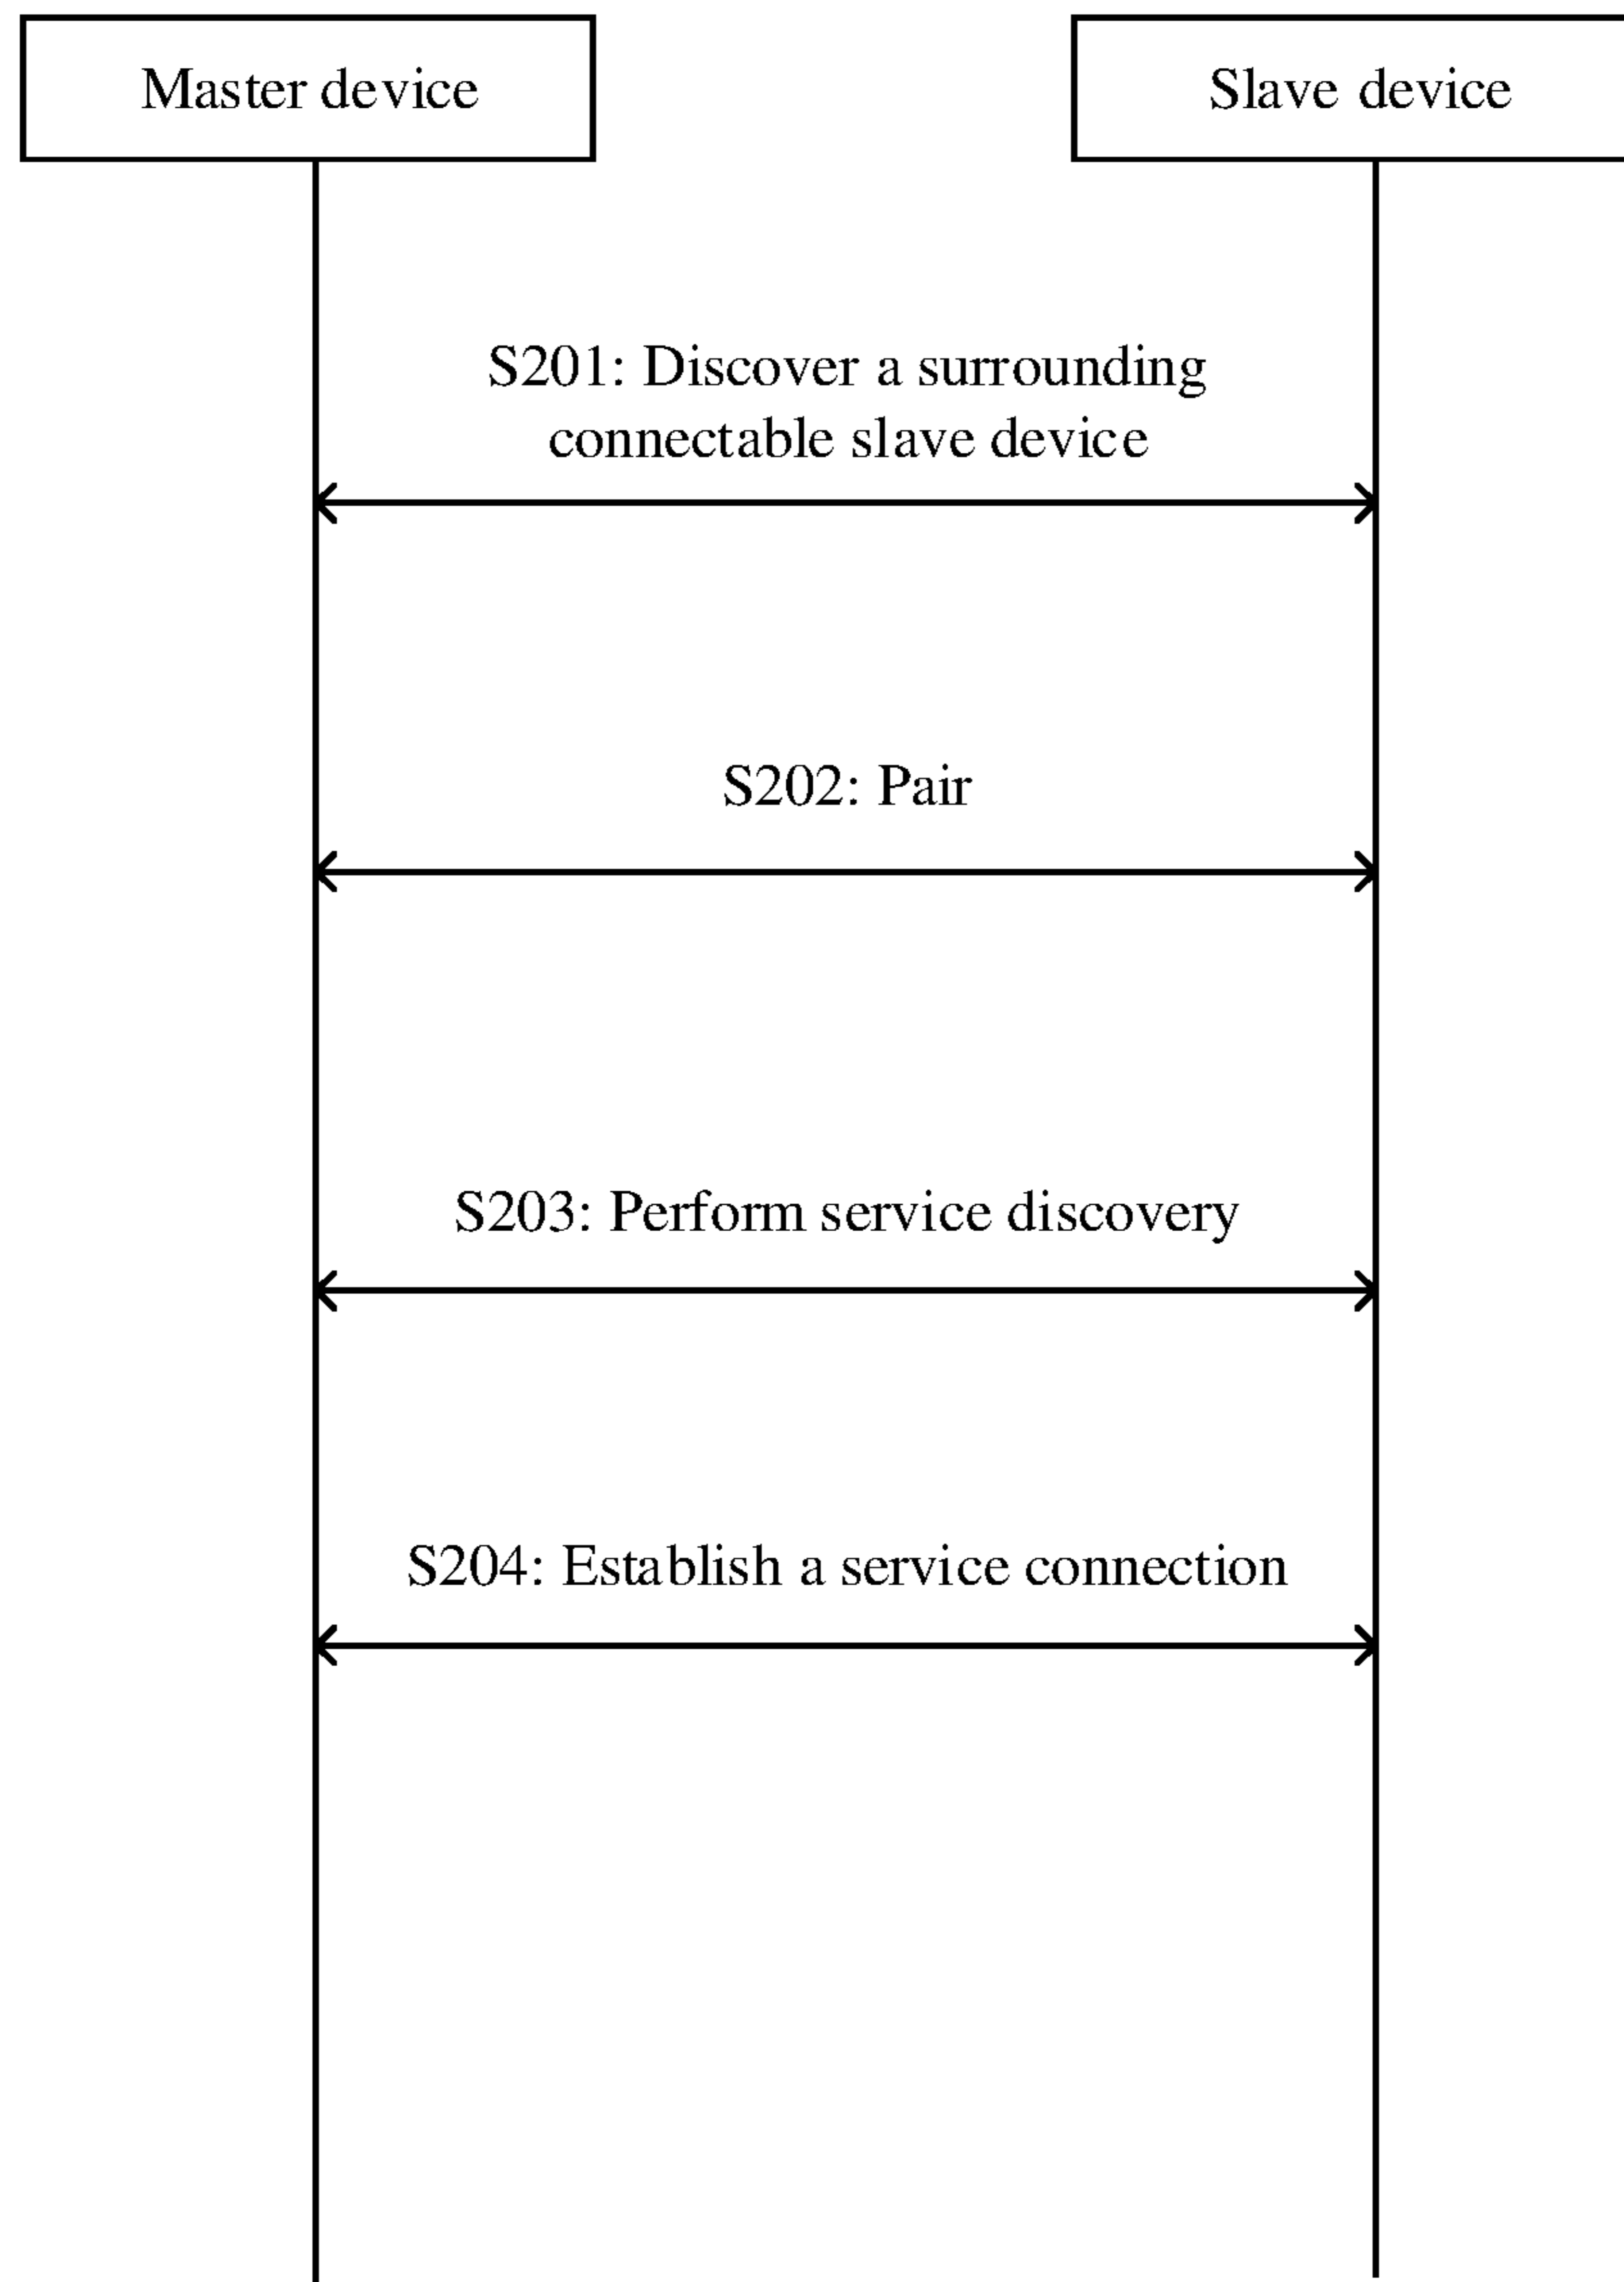 Master device
Slave device
S201: Discover a surrounding
connectable slave device
S202: Pair
S203: Perform service discovery
S204: Establish a service connection